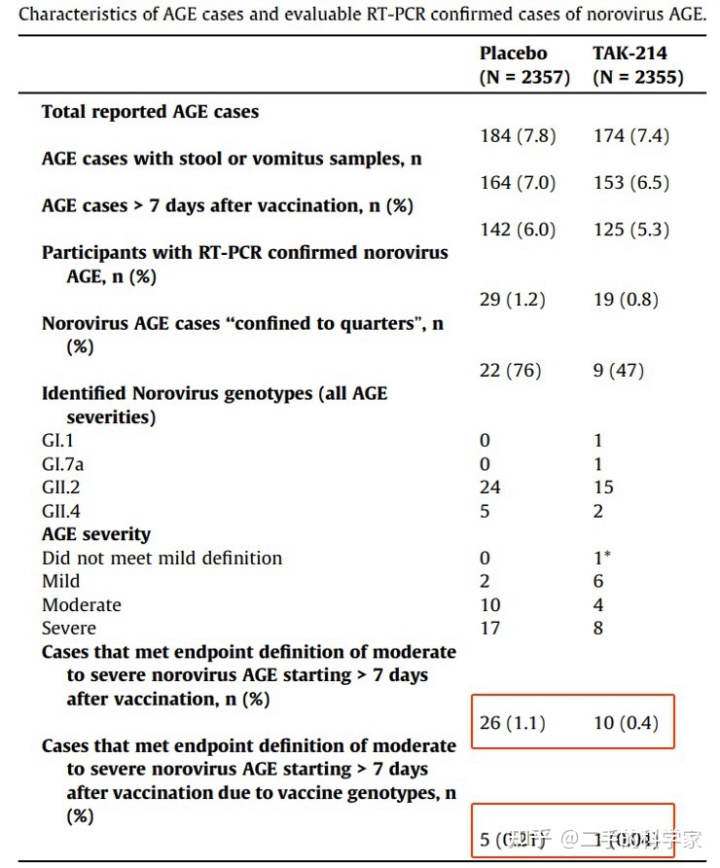 Characteristics of AGE cases and evaluable RT-PCR confirmed cases of norovirus AGE.
Placebo TAK-214
(N = 2357) (N = 2355)
Total reported AGE cases
184 (7.8) 174 (7.4)
AGE cases with stool or vomitus samples, n
164 (7.0) 153 (6.5)
AGE cases > 7 days after vaccination, n (%)
142 (6.0) 125 (5.3)
Participants with RT-PCR confirmed norovirus
AGE, n (%)
29 (1.2) 19 (0.8)
Norovirus AGE cases “confined to quarters”, n
(%)
22 (76) 9 (47)
Identified Norovirus genotypes (all AGE
severities)
GI.1 0 1
GI.7a 0 1
GII.2 24 15
GII.4 5 2
AGE severity
Did not meet mild definition 0 1*
Mild 2 6
Moderate 10 4
Severe 17 8
Cases that met endpoint definition of moderate
to severe norovirus AGE starting > 7 days
after vaccination, n (%)
26 (1.1) 10 (0.4)
Cases that met endpoint definition of moderate
to severe norovirus AGE starting > 7 days
after vaccination due to vaccine genotypes, n
(%)
5 (0.21) 1 (0.04)
知乎 @二手的科学家